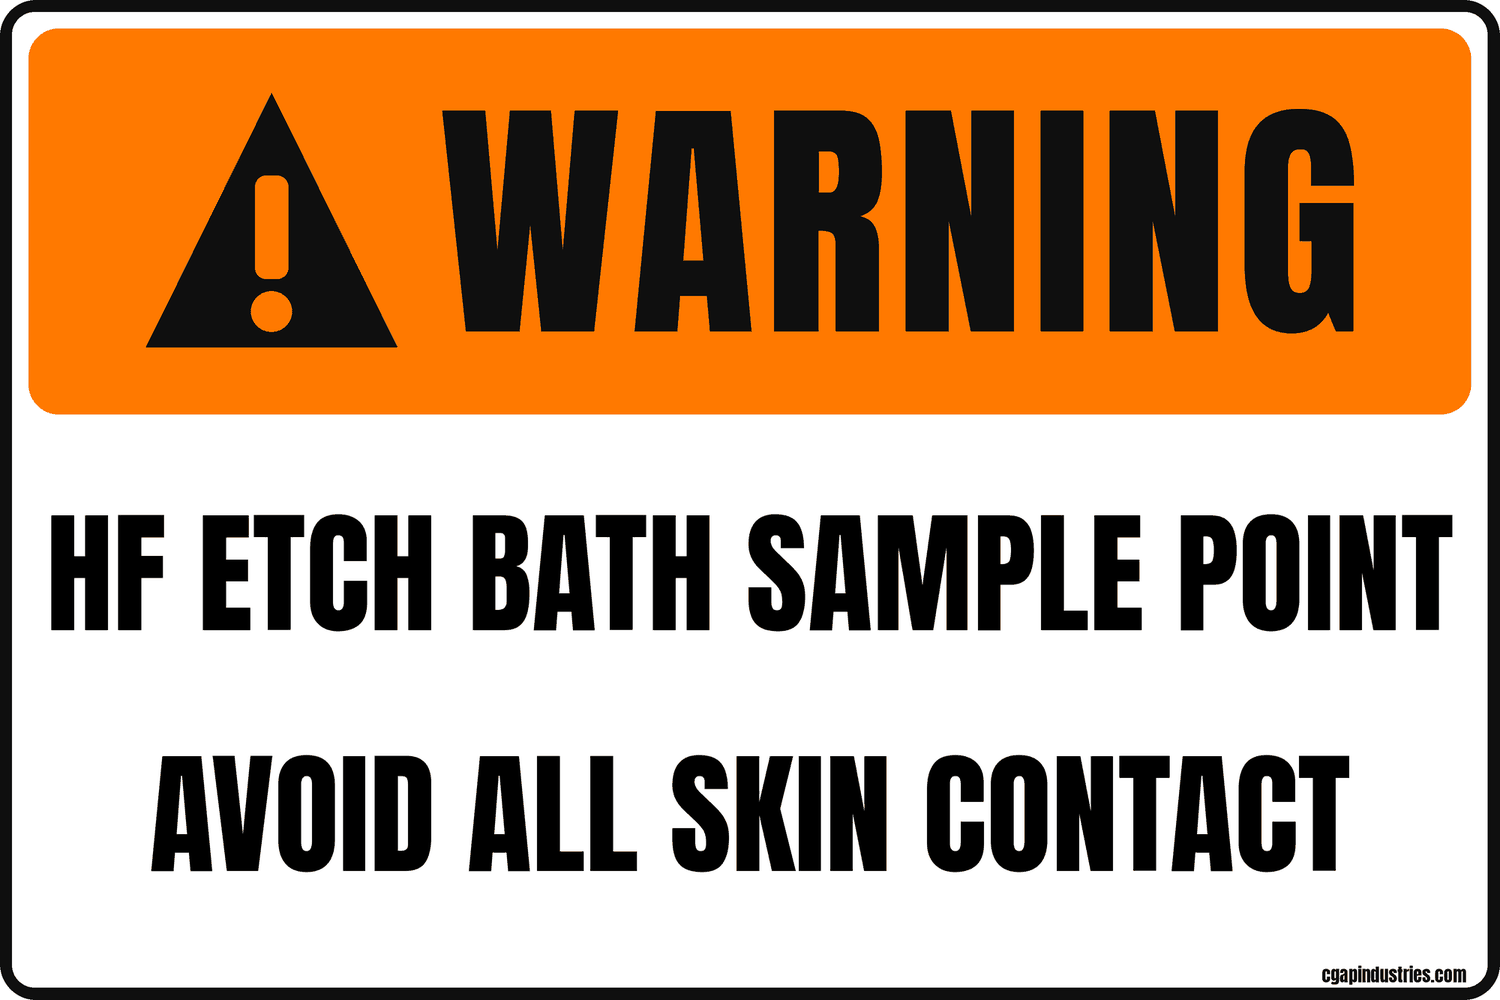 WARNING
HF ETCH BATH SAMPLE POINT
AVOID ALL SKIN CONTACT
cgapindustries.com